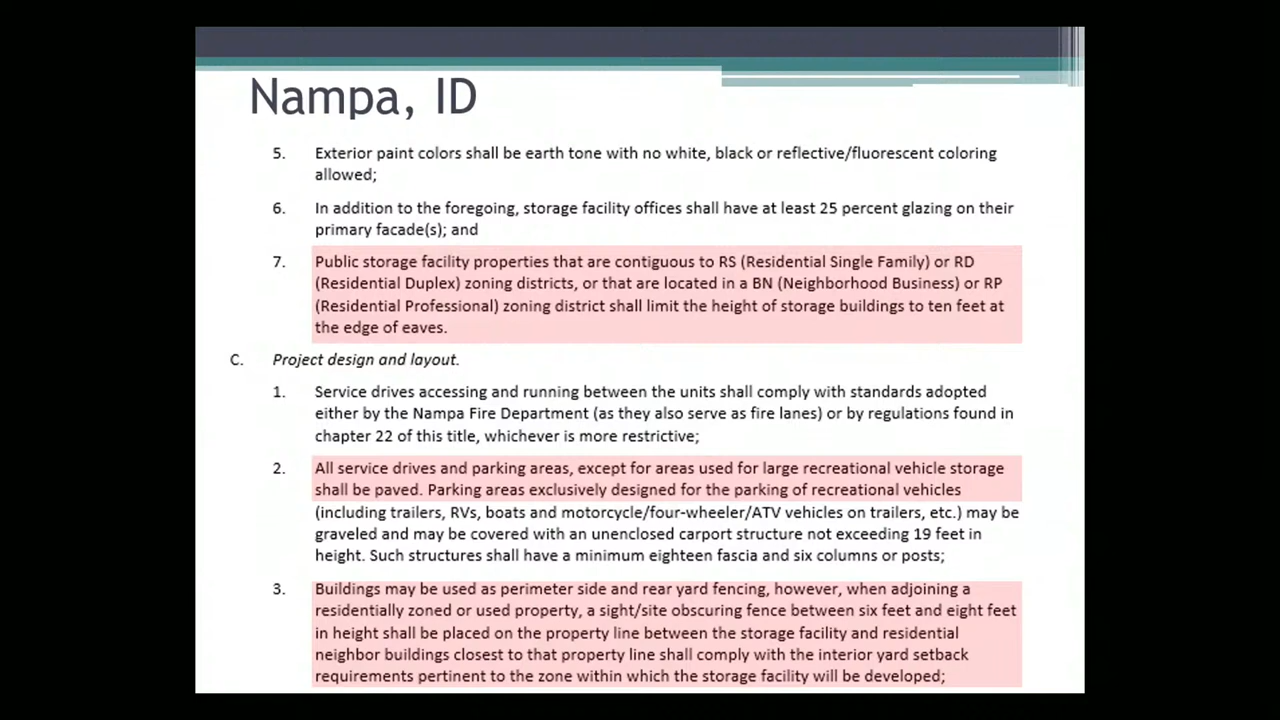 Nampa, ID
5. Exterior paint colors shall be earth tone with no white, black or reflective/fluorescent coloring
allowed;
6. In addition to the foregoing, storage facility offices shall have at least 25 percent glazing on their
primary facade(s); and
7. Public storage facility properties that are contiguous to RS (Residential Single Family) or RD
(Residential Duplex) zoning districts, or that are located in a BN (Neighborhood Business) or RP
(Residential Professional) zoning district shall limit the height of storage buildings to ten feet at
the edge of eaves.
C. Project design and layout.
1. Service drives accessing and running between the units shall comply with standards adopted
either by the Nampa Fire Department (as they also serve as fire lanes) or by regulations found in
chapter 22 of this title, whichever is more restrictive;
2. All service drives and parking areas, except for areas used for large recreational vehicle storage
shall be paved. Parking areas exclusively designed for the parking of recreational vehicles
(including trailers, RVs, boats and motorcycle/four-wheeler/ATV vehicles on trailers, etc.) may be
graveled and may be covered with an unenclosed carport structure not exceeding 19 feet in
height. Such structures shall have a minimum eighteen fascia and six columns or posts;
3. Buildings may be used as perimeter side and rear yard fencing, however, when adjoining a
residentially zoned or used property, a sight/site obscuring fence between six feet and eight feet
in height shall be placed on the property line between the storage facility and residential
neighbor buildings closest to that property line shall comply with the interior yard setback
requirements pertinent to the zone within which the storage facility will be developed;